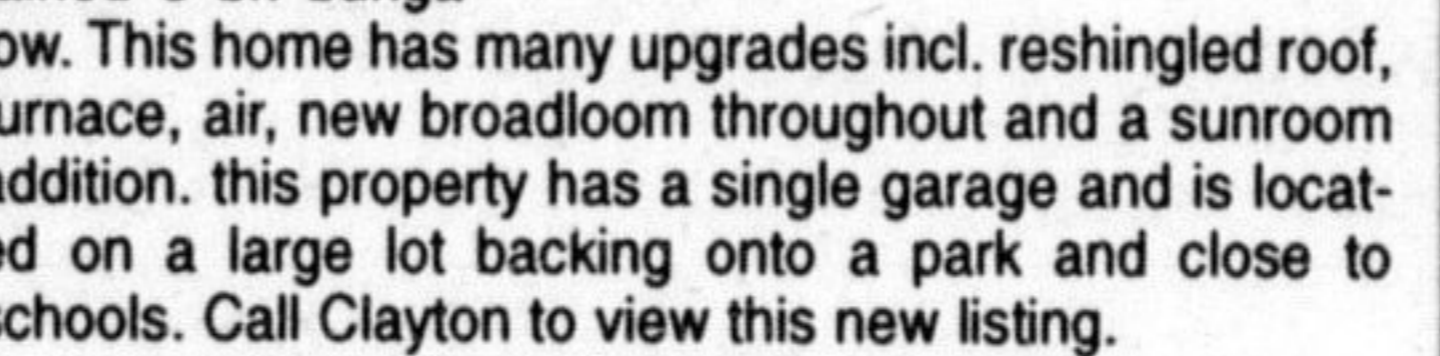 ow. This home has many upgrades incl. reshingled roof,
urnace, air, new broadloom throughout and a sunroom
addition. this property has a single garage and is locat-
ed on a large lot backing onto a park and close to
schools. Call Clayton to view this new listing.